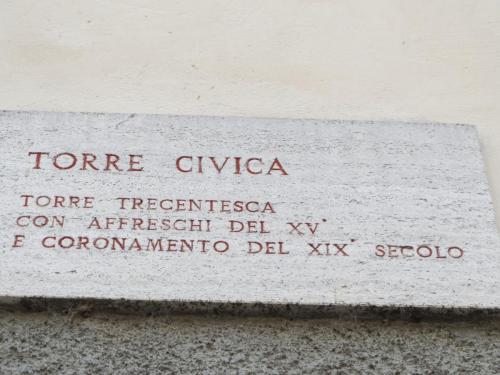 TORRE CIVICA
TORRE TRECENTESCA
CON AFFRESCHI DEL XV°
E CORONAMENTO DEL XIX° SECOLO